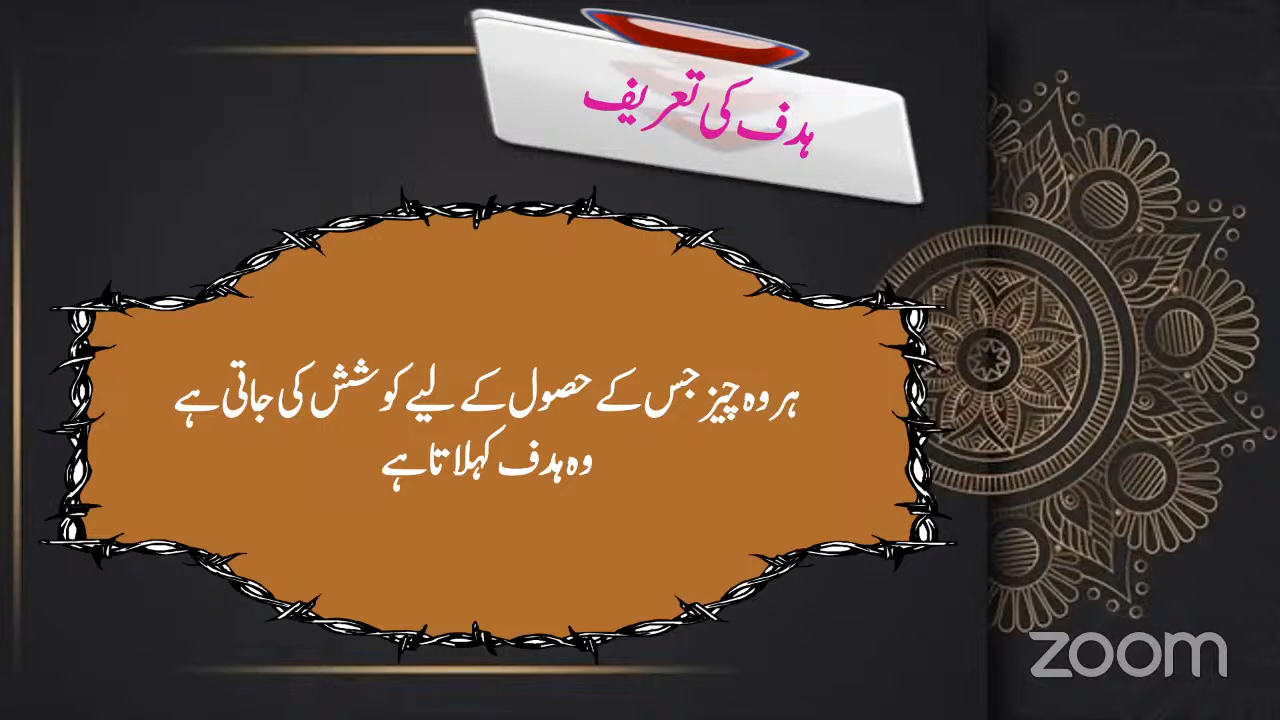 ہدف کی تعریف
ہر وہ چیز جس کے حصول کے لیے کوشش کی جاتی ہے
وہ ہدف کہلاتا ہے
zoom